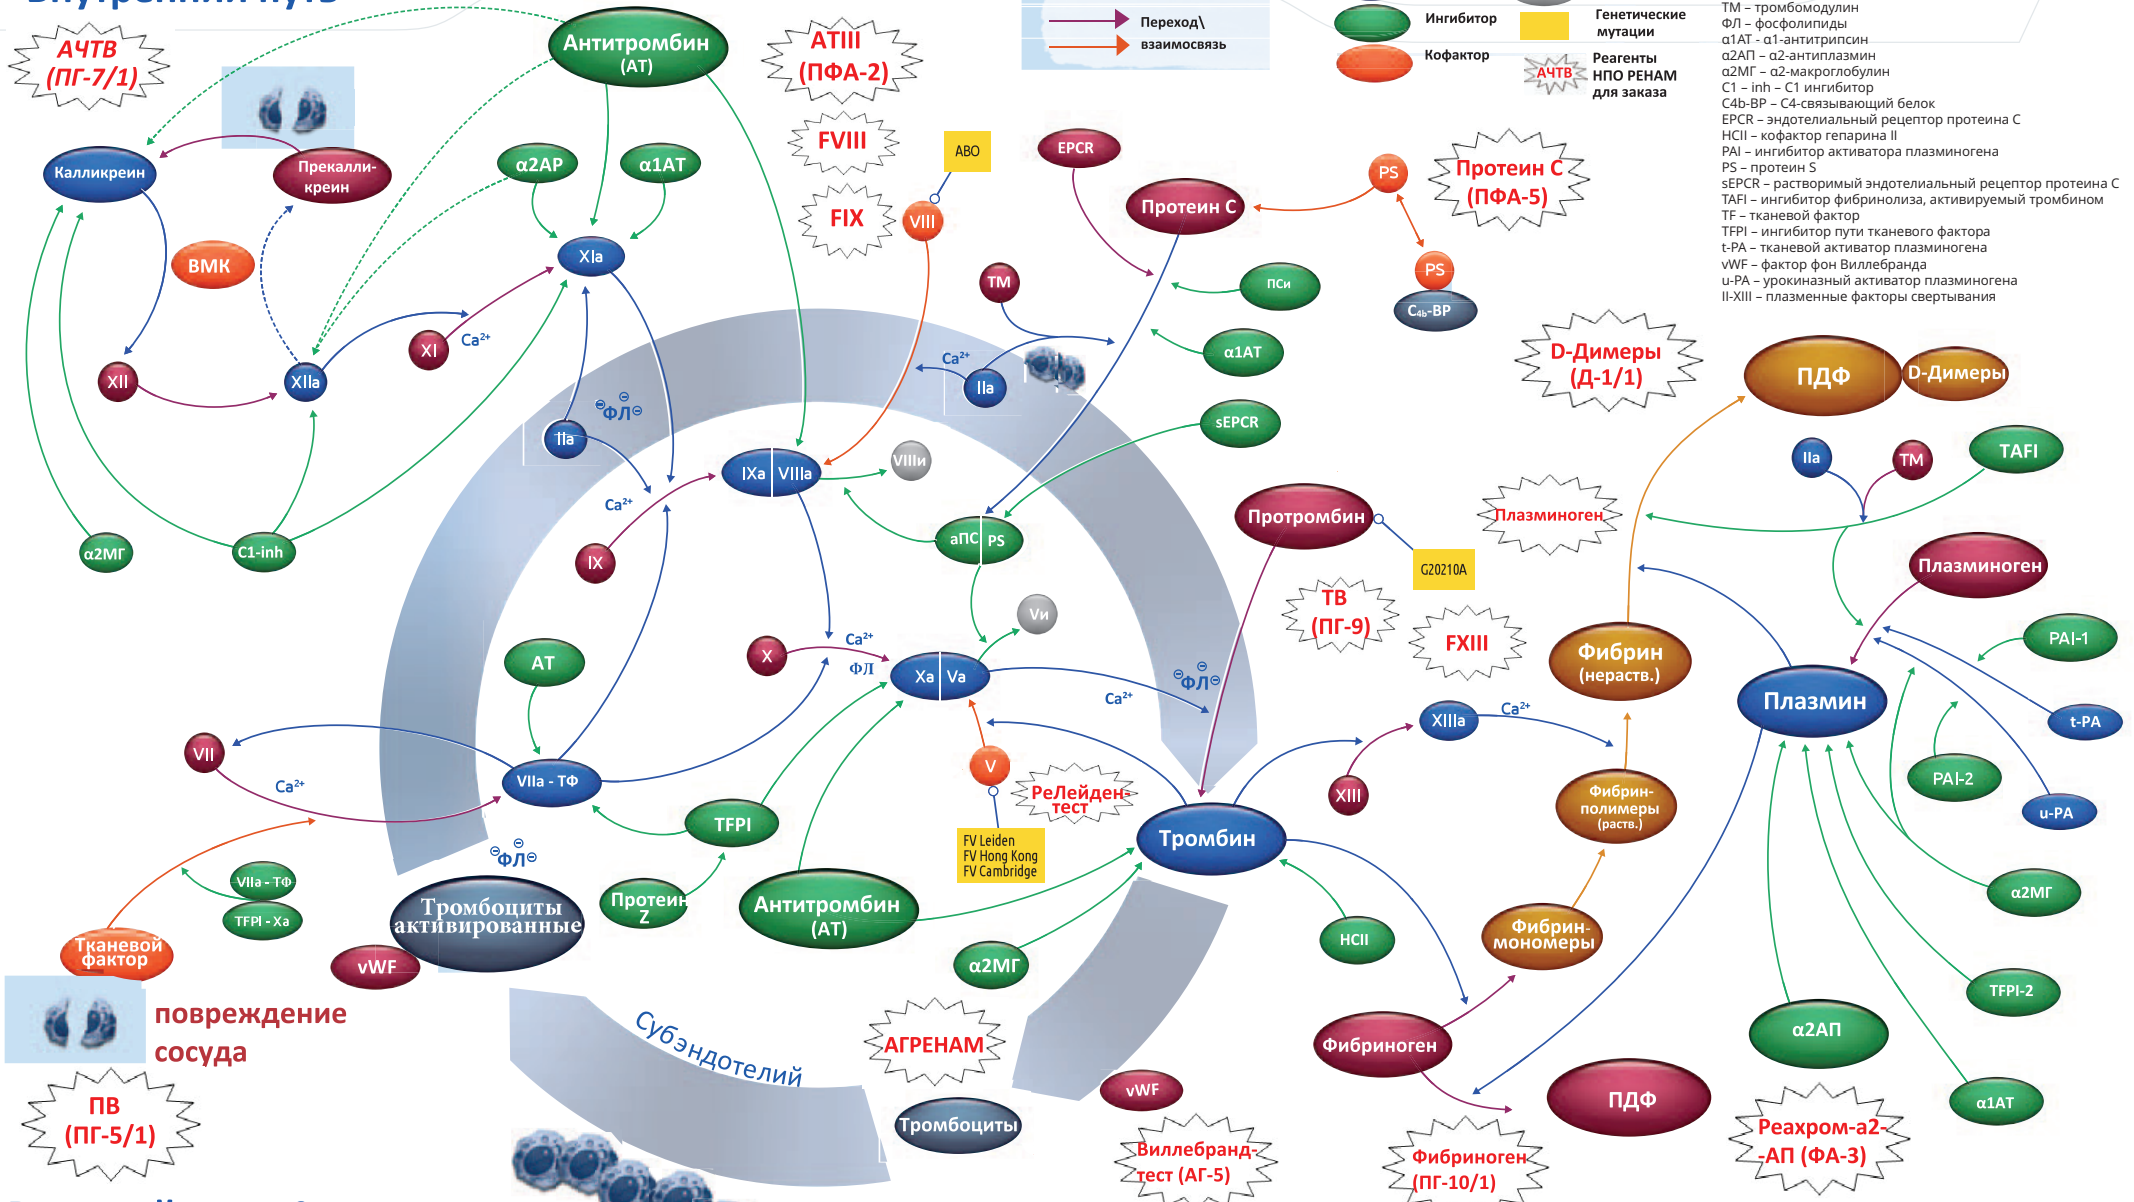 АЧТВ
(ПГ-7/1)
Антитромбин
(АТ)
ATIII
(ПФА-2)
Переход\
взаимосвязь
Ингибитор
Кофактор
Генетические
мутации
АЧТВ
Реагенты
НПО РЕНАМ
для заказа
ТМ – тромбомодулин
ФЛ – фосфолипиды
α1АТ - α1-антитрипсин
α2АП – α2-антиплазмин
α2МГ – α2-макроглобулин
С1 – inh – С1 ингибитор
C4b-BP – С4-связывающий белок
EPCR – эндотелиальный рецептор протеина С
HCII – кофактор гепарина II
PAI – ингибитор активатора плазминогена
PS – протеин S
sEPCR – растворимый эндотелиальный рецептор протеина С
TAFI – ингибитор фибринолиза, активируемый тромбином
TF – тканевой фактор
TFPI – ингибитор пути тканевого фактора
t-PA – тканевой активатор плазминогена
vWF – фактор фон Виллебранда
u-PA – урокиназный активатор плазминогена
II-XIII – плазменные факторы свертывания
Калликреин
Прекалли-
креин
α2AP
α1AT
FVIII
FIX
ABO
VIII
EPCR
Протеин С
PS
Протеин С
(ПФА-5)
ВМК
XIa
TM
ПСи
PS
C4b-BP
XII
XIIa
XI
Ca²⁺
Ca²⁺
IIa
α1AT
D-Димеры
(Д-1/1)
ПДФ
D-Димеры
ФЛ
IIa
sEPCR
IXa
VIIIa
VIIIи
Ca²⁺
IX
IIa
TM
TAFI
Протромбин
G20210A
Плазминоген
аПС
PS
Плазминоген
α2МГ
C1-inh
ТВ
(ПГ-9)
FXIII
Vи
AT
X
Ca²⁺
ФЛ
Xa
Va
Ca²⁺
ФЛ
Фибрин
(нераств.)
PAI-1
Плазмин
t-PA
XIIIa
Ca²⁺
VII
Ca²⁺
VIIa - ТФ
V
РеЛейден-
тест
XIII
Фибрин-
полимеры
(раств.)
PAI-2
u-PA
TFPI
FV Leiden
FV Hong Kong
FV Cambridge
Тромбин
ФЛ
VIIa - ТФ
TFPI - Xa
Тромбоциты
активированные
Протеин
Z
Антитромбин
(АТ)
α2МГ
Тканевой
фактор
vWF
α2МГ
HCII
Фибрин-
мономеры
повреждение
сосуда
Субэндотелий
АГРЕНАМ
Фибриноген
α2АП
TFPI-2
ПВ
(ПГ-5/1)
Тромбоциты
vWF
ПДФ
α1АТ
Виллебранд-
тест (АГ-5)
Фибриноген
(ПГ-10/1)
Реахром-а2-
-АП (ФА-3)